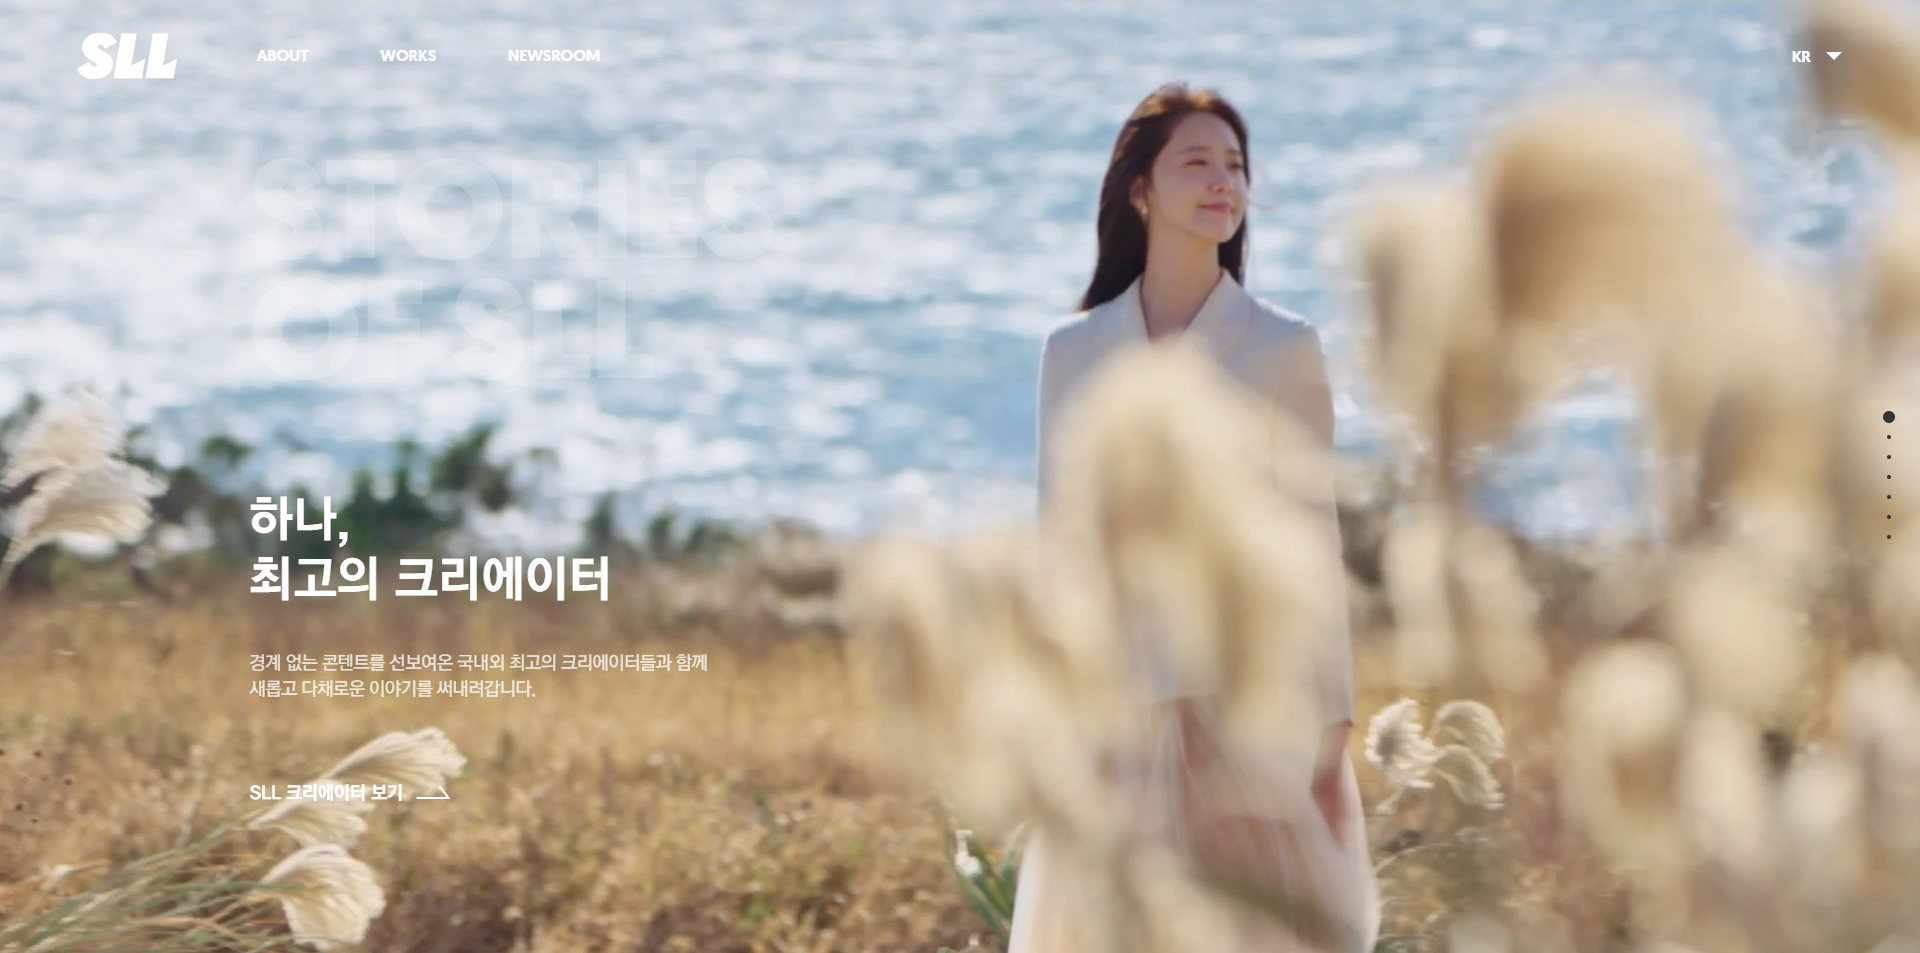 SLL
ABOUT
WORKS
NEWSROOM
KR
STORIES
OF SLL
하나,
최고의 크리에이터
경계 없는 콘텐트를 선보여온 국내외 최고의 크리에이터들과 함께
새롭고 다채로운 이야기를 써내려갑니다.
SLL 크리에이터 보기